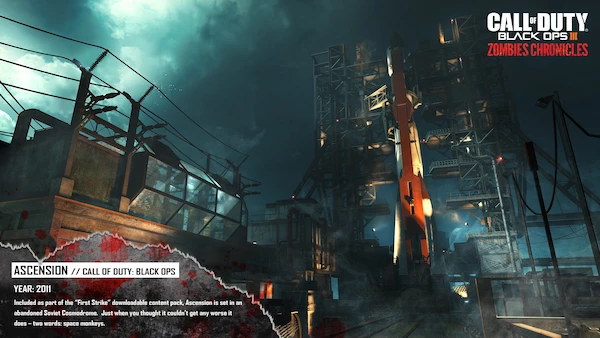 CALL OF DUTY
BLACK OPS III
ZOMBIES CHRONICLES
ASCENSION // CALL OF DUTY: BLACK OPS
YEAR: 2011
Included as part of the "First Strike" downloadable content pack, Ascension is set in an
abandoned Soviet Cosmodrome. Just when you thought it couldn't get any worse it
does – two words: space monkeys.